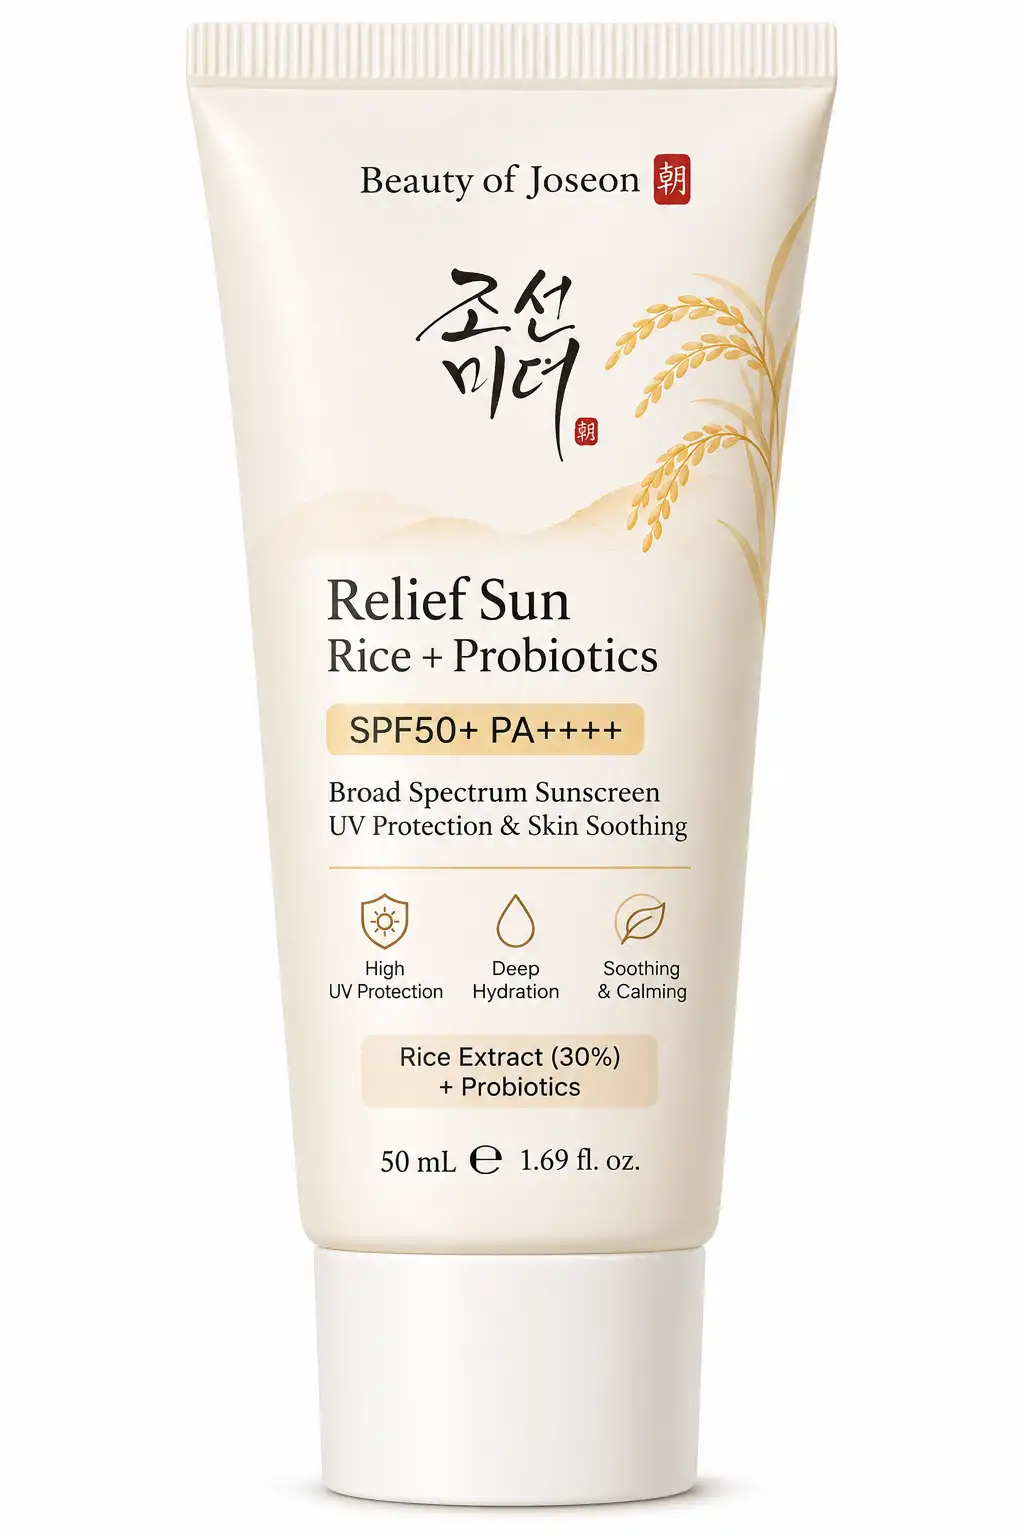 Beauty of Joseon 朝
조선
미뎌
朝
Relief Sun
Rice + Probiotics
SPF50+ PA++++
Broad Spectrum Sunscreen
UV Protection & Skin Soothing
High
UV Protection
Deep
Hydration
Soothing
& Calming
Rice Extract (30%)
+ Probiotics
50 mL ℮ 1.69 fl. oz.